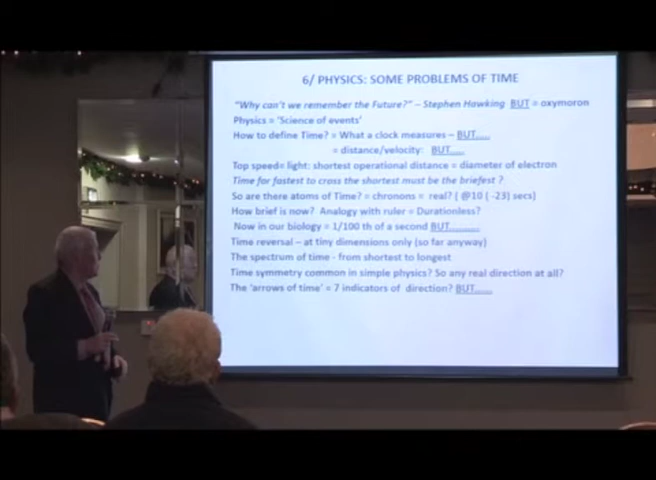 6/ PHYSICS: SOME PROBLEMS OF TIME
"Why can't we remember the Future?" – Stephen Hawking BUT = oxymoron
Physics = 'Science of events'
How to define Time? = What a clock measures – BUT.....
= distance/velocity: BUT.....
Top speed= light: shortest operational distance = diameter of electron
Time for fastest to cross the shortest must be the briefest ?
So are there atoms of Time? = chronons = real? ( @10 ( -23) secs)
How brief is now? Analogy with ruler = Durationless?
Now in our biology = 1/100 th of a second BUT..........
Time reversal – at tiny dimensions only (so far anyway)
The spectrum of time - from shortest to longest
Time symmetry common in simple physics? So any real direction at all?
The 'arrows of time' = 7 indicators of direction? BUT......